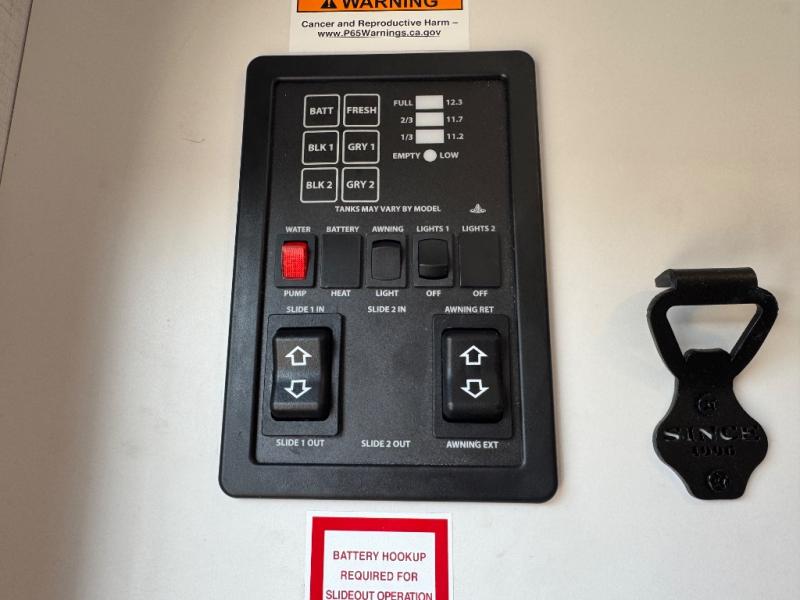 WARNING
Cancer and Reproductive Harm –
www.P65Warnings.ca.gov
BATT FRESH
BLK 1 GRY 1
BLK 2 GRY 2
FULL 12.3
2/3 11.7
1/3 11.2
EMPTY LOW
TANKS MAY VARY BY MODEL
WATER BATTERY AWNING LIGHTS 1 LIGHTS 2
PUMP HEAT LIGHT OFF OFF
SLIDE 1 IN SLIDE 2 IN AWNING RET
SLIDE 1 OUT SLIDE 2 OUT AWNING EXT
SINCE
BATTERY HOOKUP
REQUIRED FOR
SLIDEOUT OPERATION